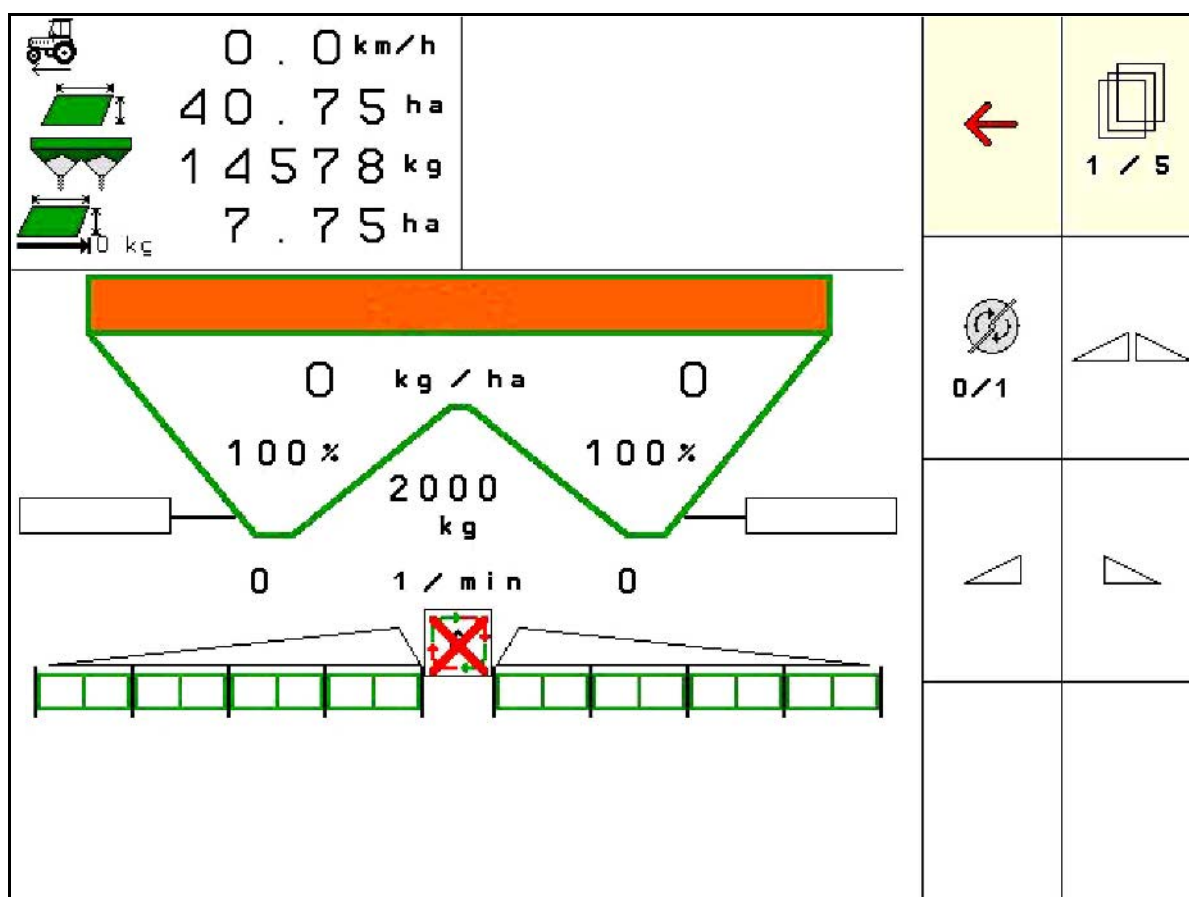 0.0 km/h
40.75 ha
14578 kg
7.75 ha
0 kg
1/5
0 kg/ha 0
0/1
100% 100%
2000
kg
0 1/min 0